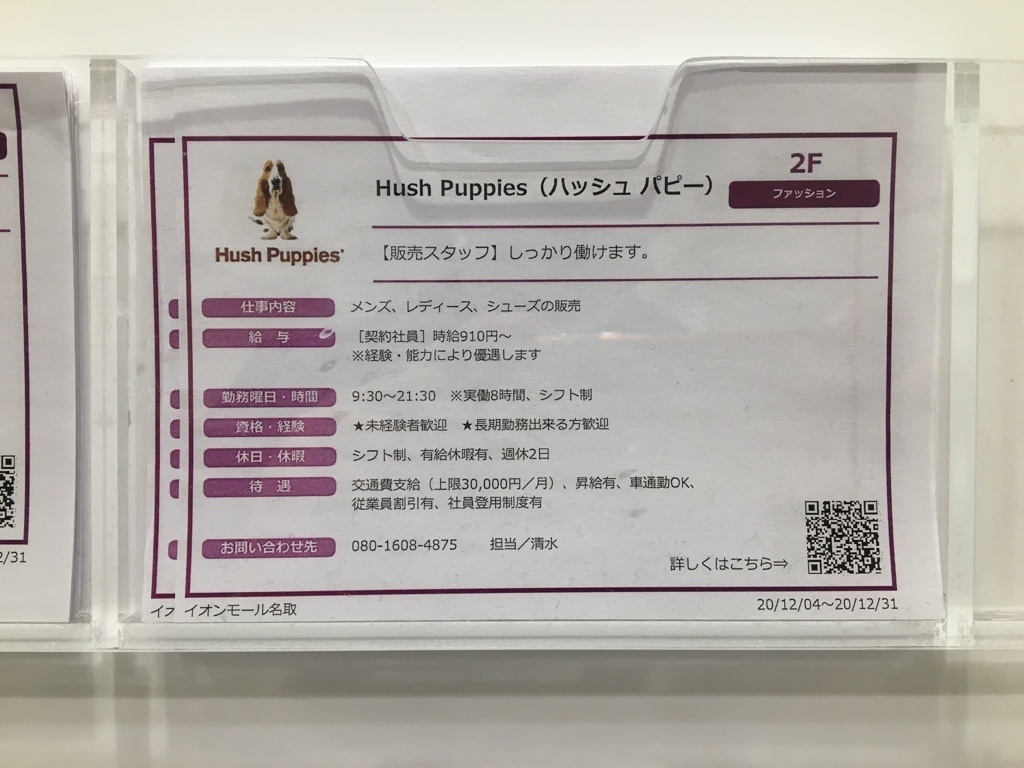 2F
Hush Puppies（ハッシュ パピー）
ファッション
Hush Puppies
【販売スタッフ】しっかり働けます。
仕事内容 メンズ、レディース、シューズの販売
給 与 ［契約社員］時給910円～
※経験・能力により優遇します
勤務曜日・時間 9:30～21:30 ※実働8時間、シフト制
資格・経験 ★未経験者歓迎 ★長期勤務出来る方歓迎
休日・休暇 シフト制、有給休暇有、週休2日
待 遇 交通費支給（上限30,000円／月）、昇給有、車通勤OK、
従業員割引有、社員登用制度有
お問い合わせ先 080-1608-4875 担当／清水
詳しくはこちら⇒
イオンモール名取
20/12/04～20/12/31
2/31
イオ